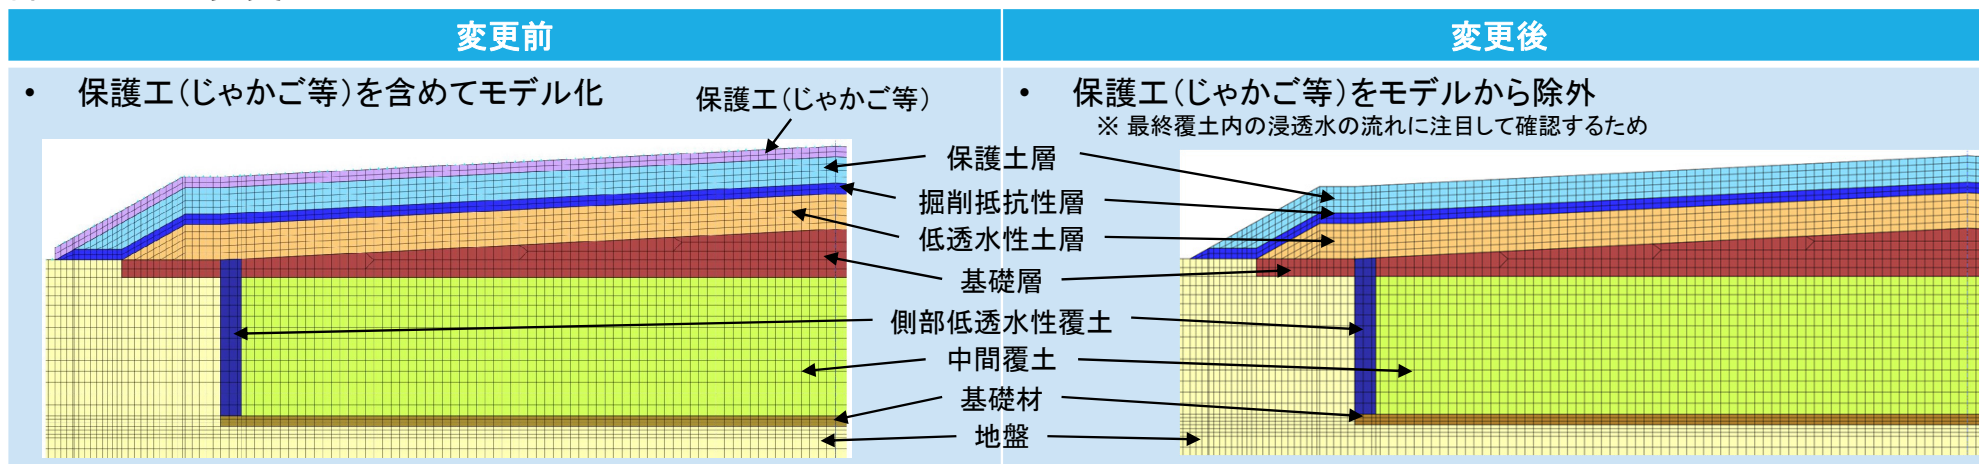 変更前
変更後
• 保護工(じゃかご等)を含めてモデル化
保護工(じゃかご等)
• 保護工(じゃかご等)をモデルから除外
※ 最終覆土内の浸透水の流れに注目して確認するため
保護土層
掘削抵抗性層
低透水性土層
基礎層
側部低透水性覆土
中間覆土
基礎材
地盤